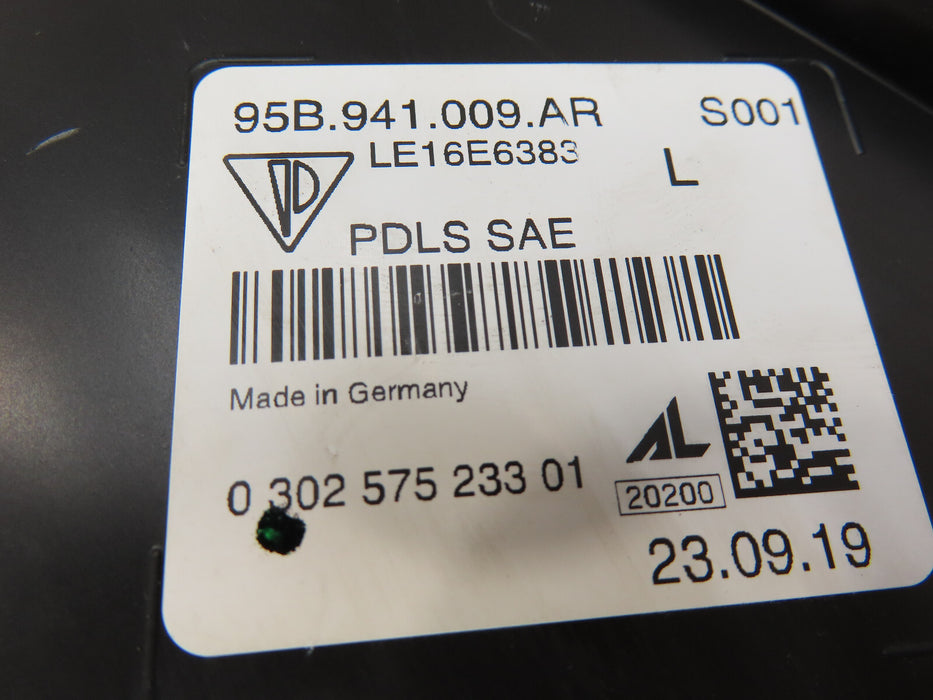 95B.941.009.AR S001
LE16E6383 L
PDLS SAE
Made in Germany
AL
0 302 575 233 01
20200
23.09.19